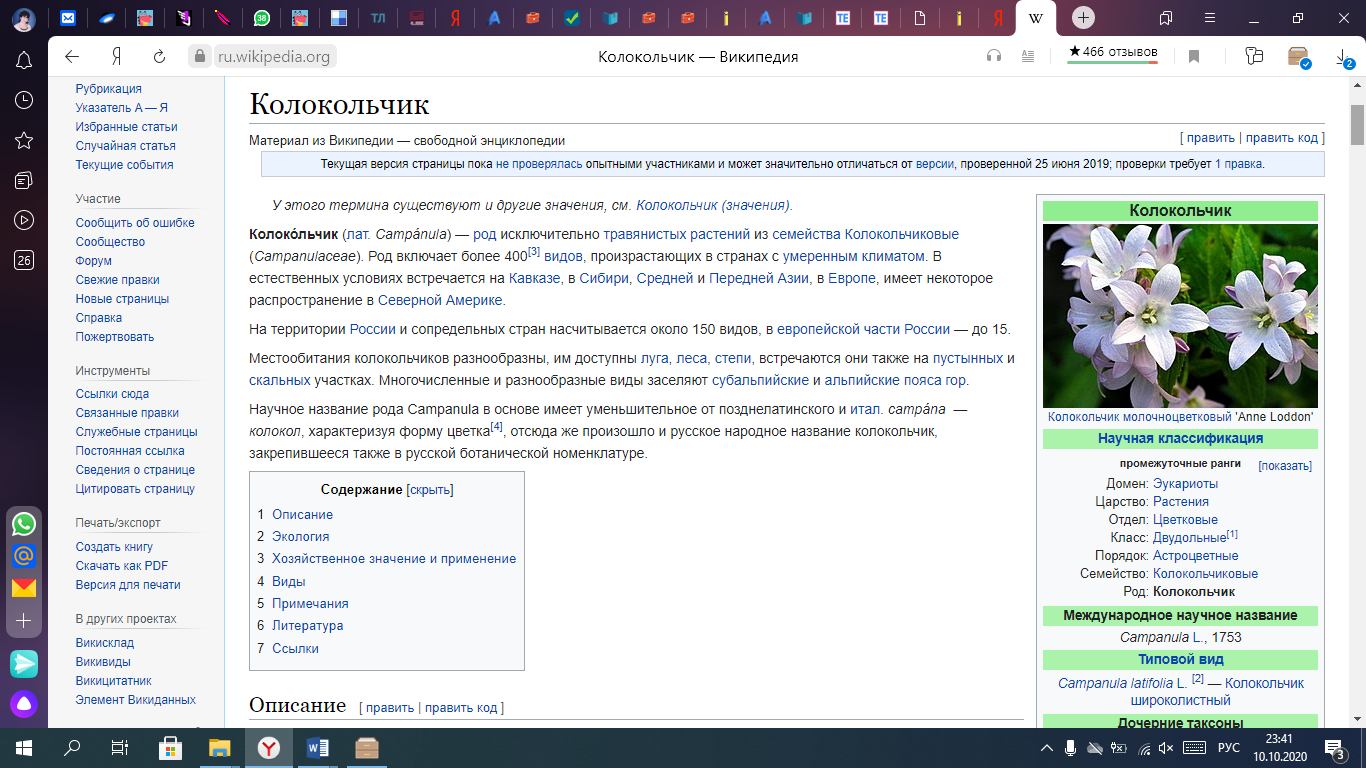 38
ТЛ
Я
A
i
A
TE
TE
i
Я
W
Я
ru.wikipedia.org
Колокольчик — Википедия
★ 466 отзывов
2
26
Рубрикация
Указатель А — Я
Избранные статьи
Случайная статья
Текущие события
Участие
Сообщить об ошибке
Сообщество
Форум
Свежие правки
Новые страницы
Справка
Пожертвовать
Инструменты
Ссылки сюда
Связанные правки
Служебные страницы
Постоянная ссылка
Сведения о странице
Цитировать страницу
Печать/экспорт
Создать книгу
Скачать как PDF
Версия для печати
В других проектах
Викисклад
Викивиды
Викицитатник
Элемент Викиданных
Колокольчик
[ править | править код ]
Материал из Википедии — свободной энциклопедии
Текущая версия страницы пока не проверялась опытными участниками и может значительно отличаться от версии, проверенной 25 июня 2019; проверки требует 1 правка.
У этого термина существуют и другие значения, см. Колокольчик (значения).
Колоко́льчик (лат. Campánula) — род исключительно травянистых растений из семейства Колокольчиковые
(Campanulaceae). Род включает более 400[3] видов, произрастающих в странах с умеренным климатом. В
естественных условиях встречается на Кавказе, в Сибири, Средней и Передней Азии, в Европе, имеет некоторое
распространение в Северной Америке.
На территории России и сопредельных стран насчитывается около 150 видов, в европейской части России — до 15.
Местообитания колокольчиков разнообразны, им доступны луга, леса, степи, встречаются они также на пустынных и
скальных участках. Многочисленные и разнообразные виды заселяют субальпийские и альпийские пояса гор.
Научное название рода Campanula в основе имеет уменьшительное от позднелатинского и итал. campána —
колокол, характеризуя форму цветка[4], отсюда же произошло и русское народное название колокольчик,
закрепившееся также в русской ботанической номенклатуре.
Содержание [скрыть]
1 Описание
2 Экология
3 Хозяйственное значение и применение
4 Виды
5 Примечания
6 Литература
7 Ссылки
Описание [ править | править код ]
Колокольчик
Колокольчик молочноцветковый 'Anne Loddon'
Научная классификация
промежуточные ранги [показать]
Домен: Эукариоты
Царство: Растения
Отдел: Цветковые
Класс: Двудольные[1]
Порядок: Астроцветные
Семейство: Колокольчиковые
Род: Колокольчик
Международное научное название
Campanula L., 1753
Типовой вид
Campanula latifolia L. [2] — Колокольчик
широколистный
Дочерние таксоны
РУС
23:41
10.10.2020
3